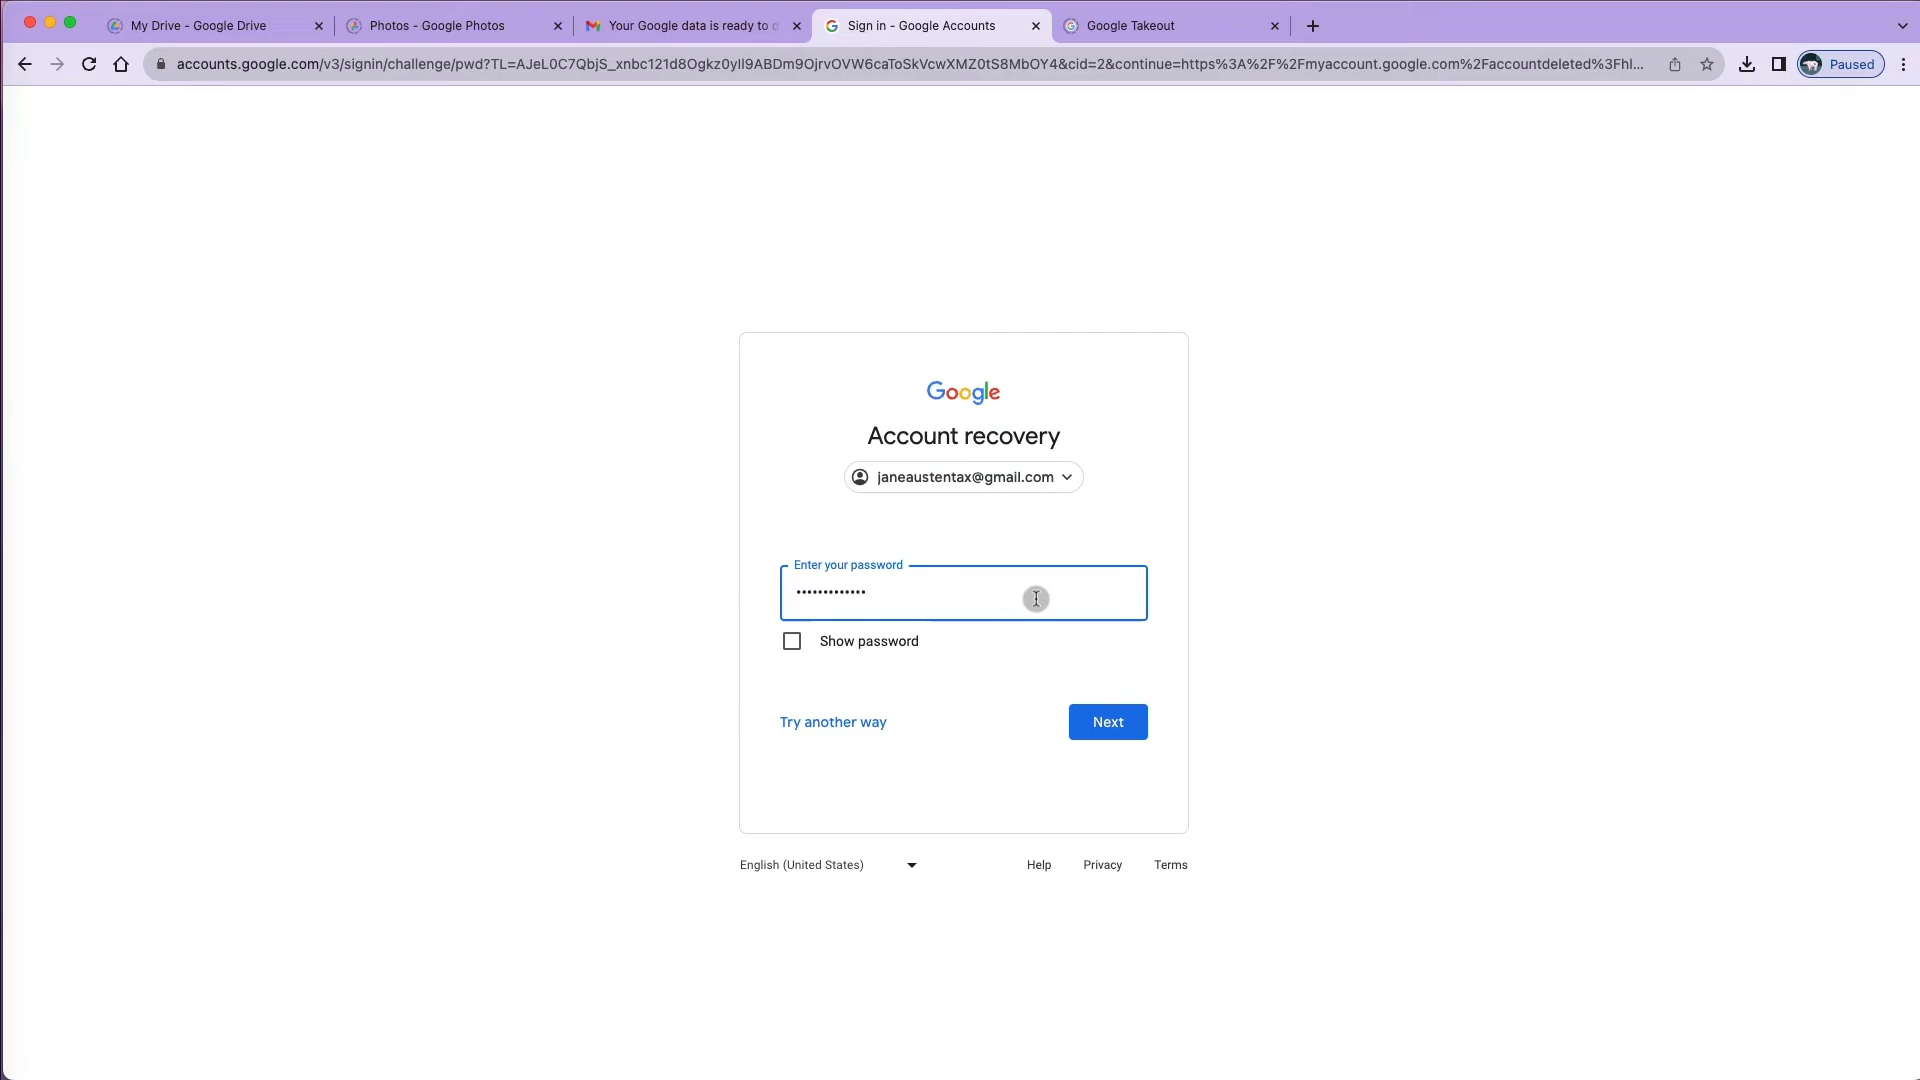 My Drive - Google Drive
Photos - Google Photos
Your Google data is ready to d
Sign in - Google Accounts
Google Takeout
accounts.google.com/v3/signin/challenge/pwd?TL=AJeL0C7QbjS_xnbc121d8Ogkz0yIl9ABDm9OjrvOVW6caToSkVcwXMZ0tS8MbOY4&cid=2&continue=https%3A%2F%2Fmyaccount.google.com%2Faccountdeleted%3Fhl...
Paused
Google
Account recovery
janeaustentax@gmail.com
Enter your password
•••••••••••••
Show password
Try another way
Next
English (United States)
Help
Privacy
Terms